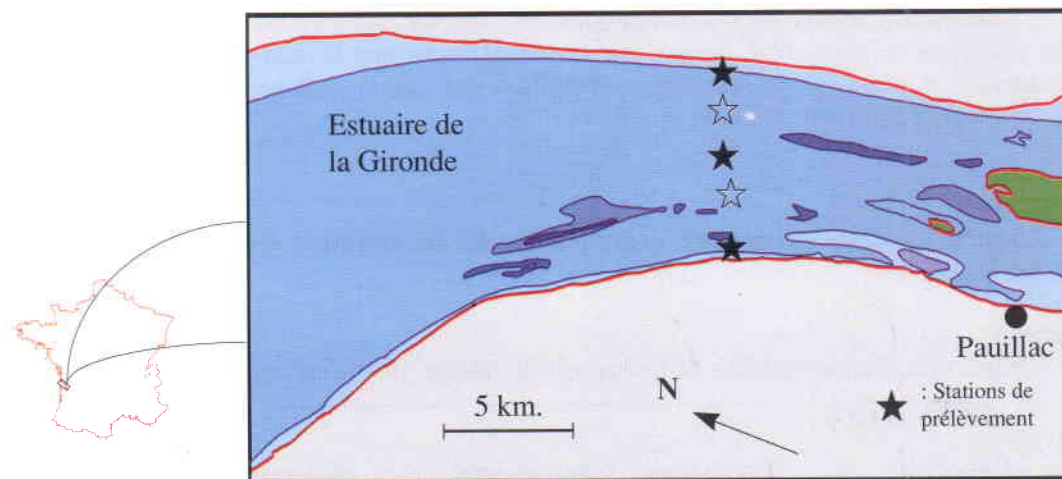 Estuaire de
la Gironde
Pauillac
N
5 km.
: Stations de
prélèvement